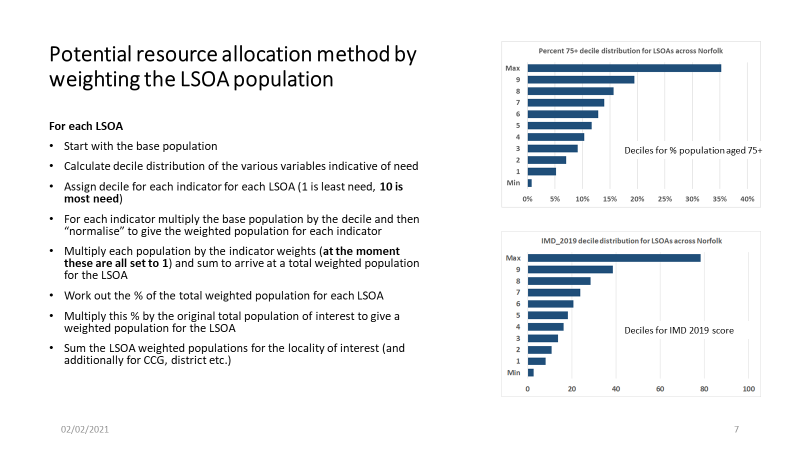 Potential resource allocation method by
weighting the LSOA population
For each LSOA
• Start with the base population
• Calculate decile distribution of the various variables indicative of need
• Assign decile for each indicator for each LSOA (1 is least need, 10 is
most need)
• For each indicator multiply the base population by the decile and then
“normalise” to give the weighted population for each indicator
• Multiply each population by the indicator weights (at the moment
these are all set to 1) and sum to arrive at a total weighted population
for the LSOA
• Work out the % of the total weighted population for each LSOA
• Multiply this % by the original total population of interest to give a
weighted population for the LSOA
• Sum the LSOA weighted populations for the locality of interest (and
additionally for CCG, district etc.)
Percent 75+ decile distribution for LSOAs across Norfolk
Max
9
8
7
6
5
4
3
2
1
Min
Deciles for % population aged 75+
0% 5% 10% 15% 20% 25% 30% 35% 40%
IMD_2019 decile distribution for LSOAs across Norfolk
Max
9
8
7
6
5
4
3
2
1
Min
Deciles for IMD 2019 score
0 20 40 60 80 100
02/02/2021
7